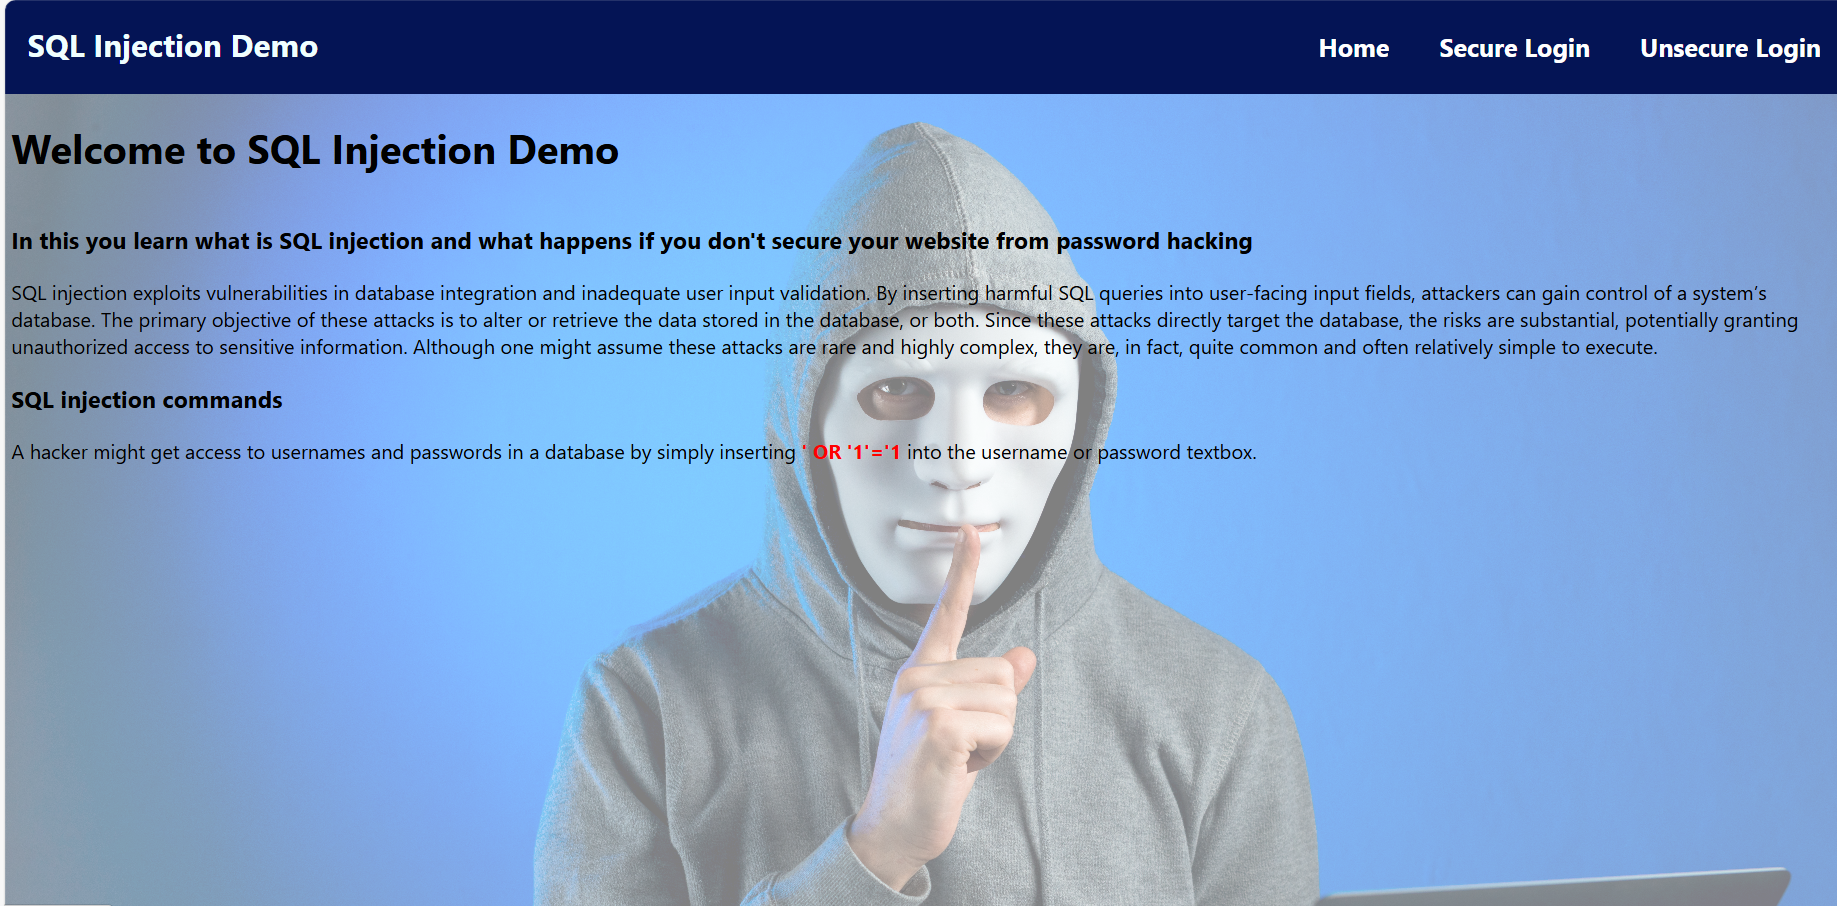 SQL Injection Demo
Home Secure Login Unsecure Login
Welcome to SQL Injection Demo
In this you learn what is SQL injection and what happens if you don't secure your website from password hacking
SQL injection exploits vulnerabilities in database integration and inadequate user input validation. By inserting harmful SQL queries into user-facing input fields, attackers can gain control of a system’s
database. The primary objective of these attacks is to alter or retrieve the data stored in the database, or both. Since these attacks directly target the database, the risks are substantial, potentially granting
unauthorized access to sensitive information. Although one might assume these attacks are rare and highly complex, they are, in fact, quite common and often relatively simple to execute.
SQL injection commands
A hacker might get access to usernames and passwords in a database by simply inserting ' OR '1'='1 into the username or password textbox.